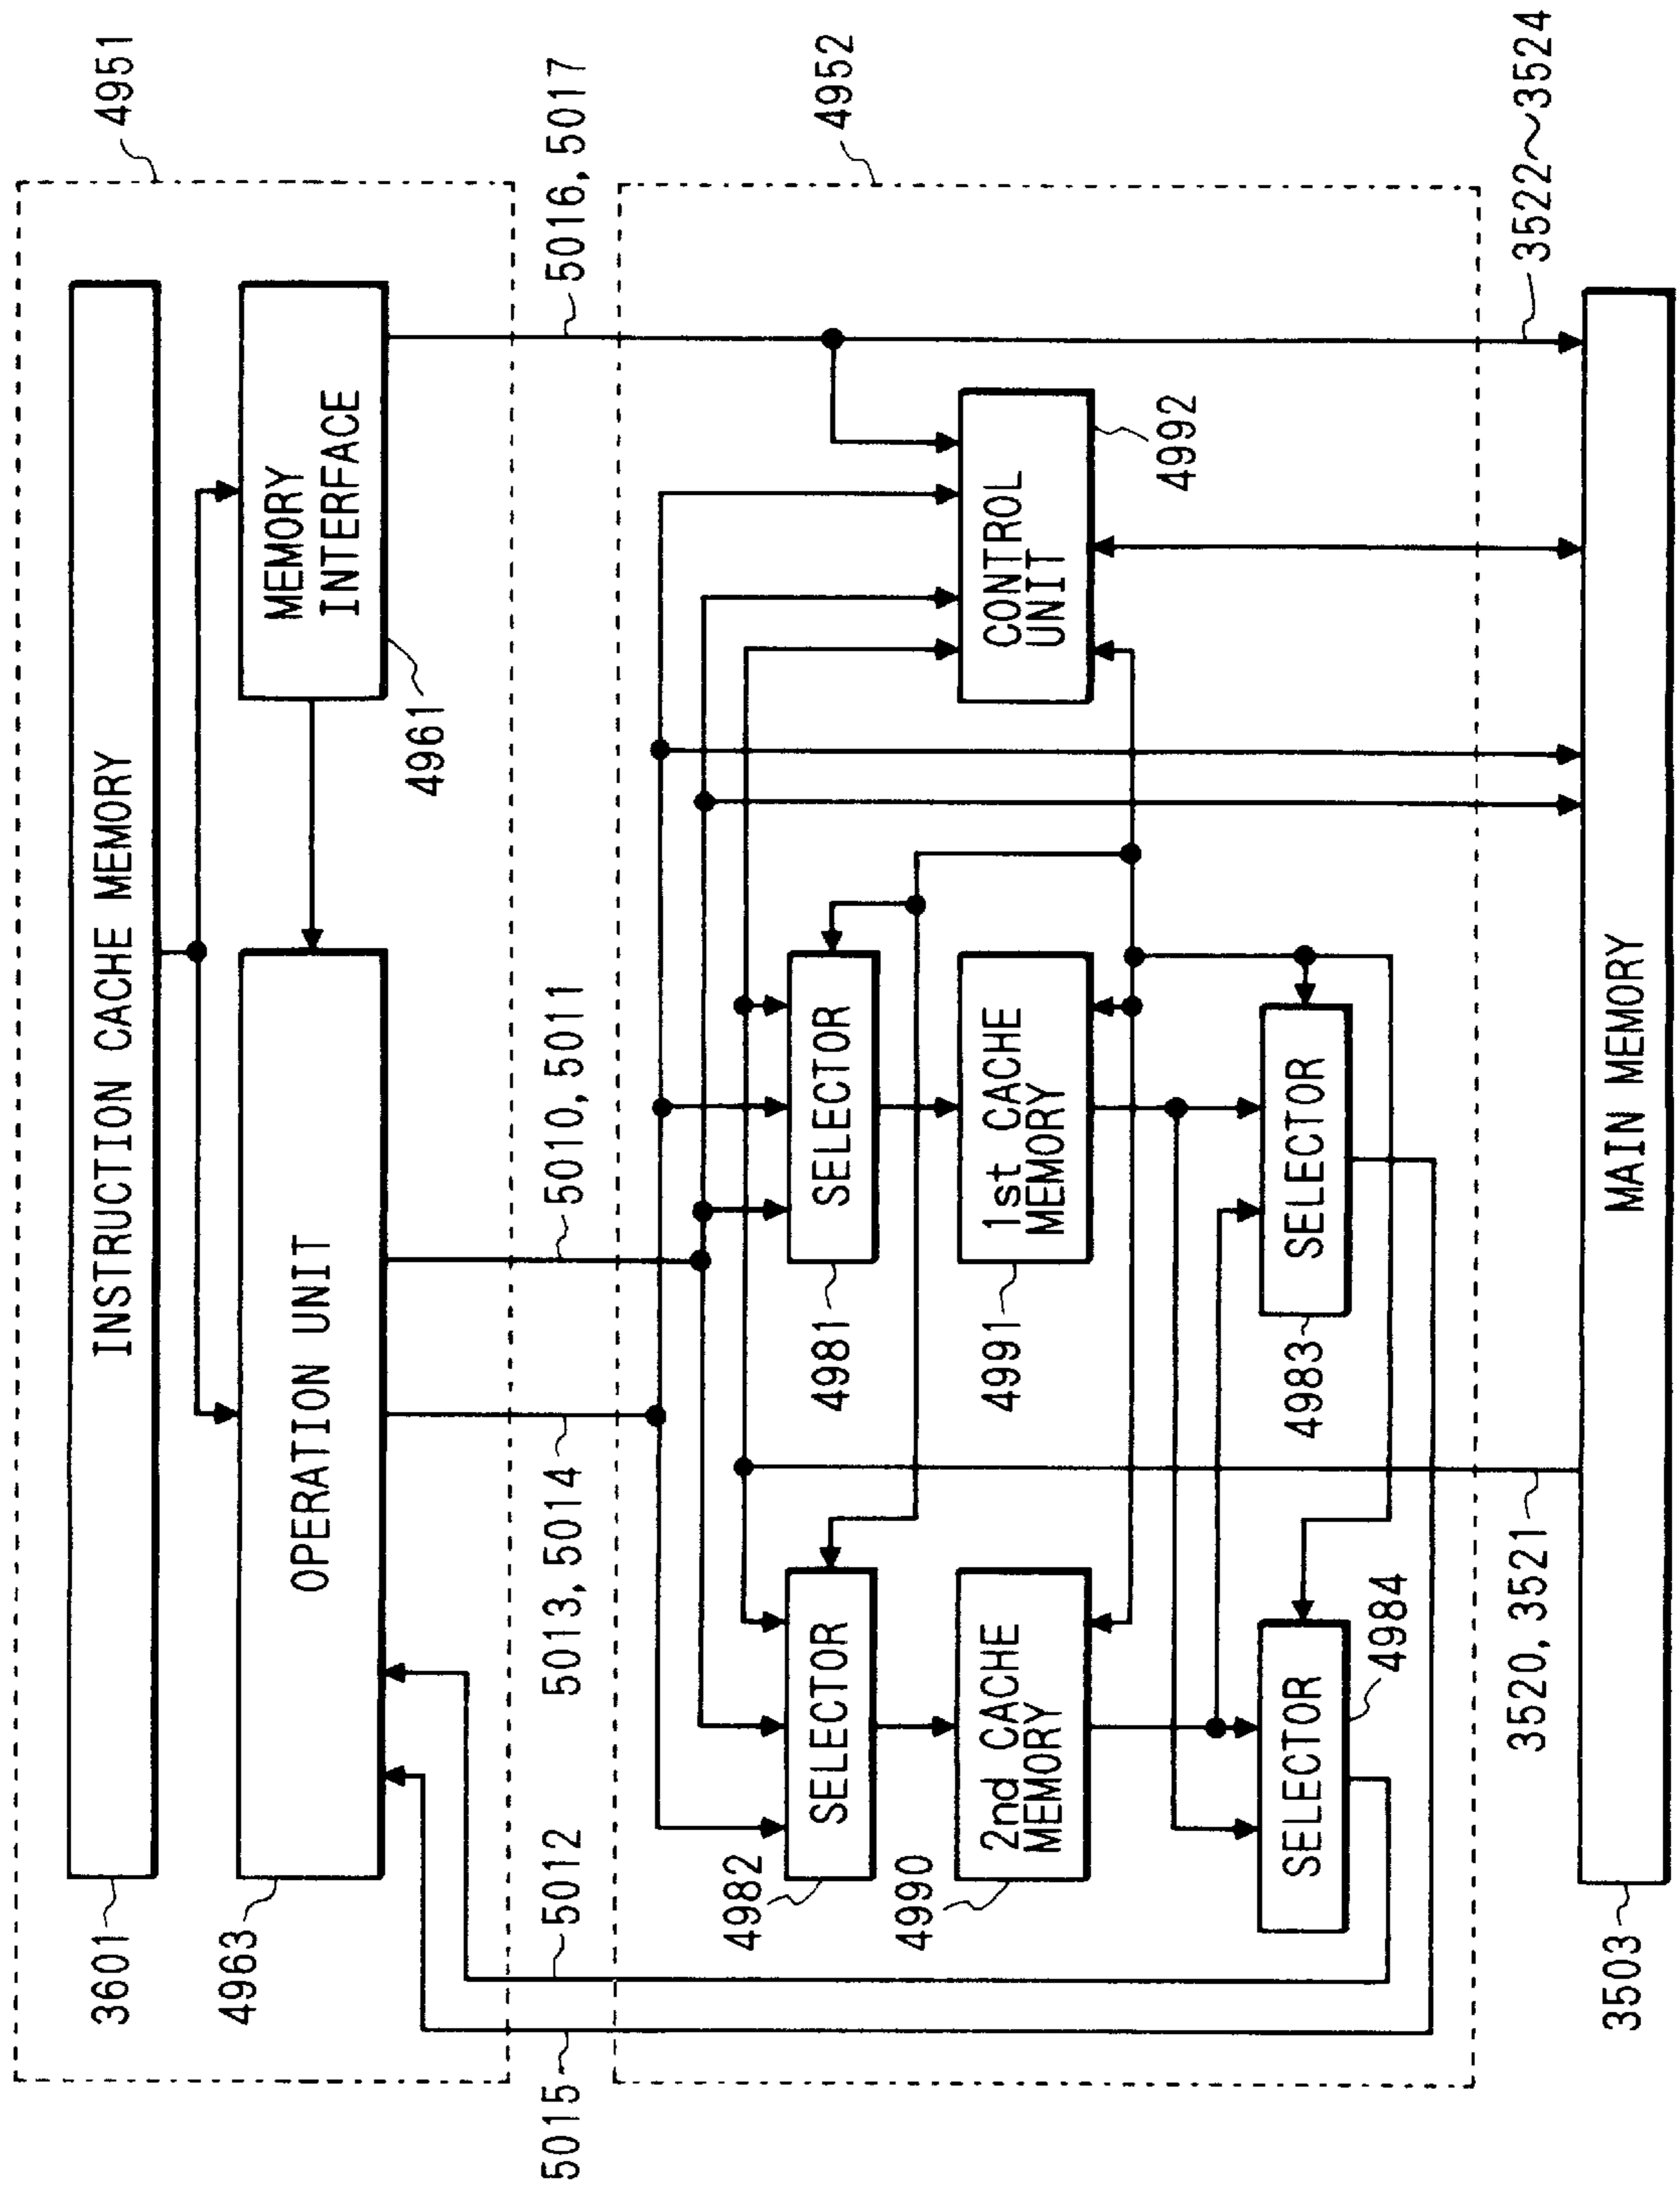 4951
INSTRUCTION CACHE MEMORY
3601
MEMORY
INTERFACE
4961
OPERATION UNIT
4963
5016, 5017
5010, 5011
5013, 5014
5012
5015
4952
SELECTOR
4981
SELECTOR
4982
CONTROL
UNIT
4992
1st CACHE
MEMORY
4991
2nd CACHE
MEMORY
4990
SELECTOR
4983
SELECTOR
4984
3522~3524
3520, 3521
MAIN MEMORY
3503